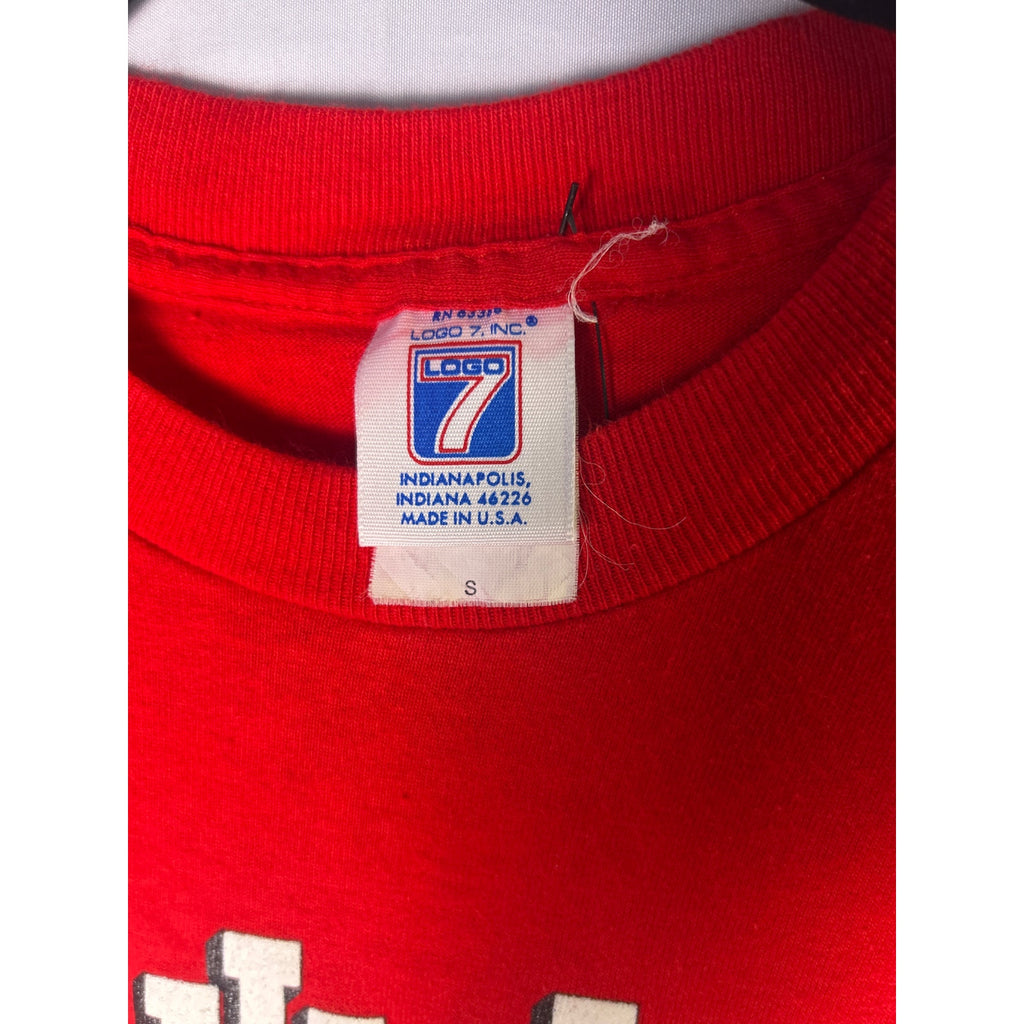 LOGO 7, INC.®
LOGO
7
INDIANAPOLIS,
INDIANA 46226
MADE IN U.S.A.
S